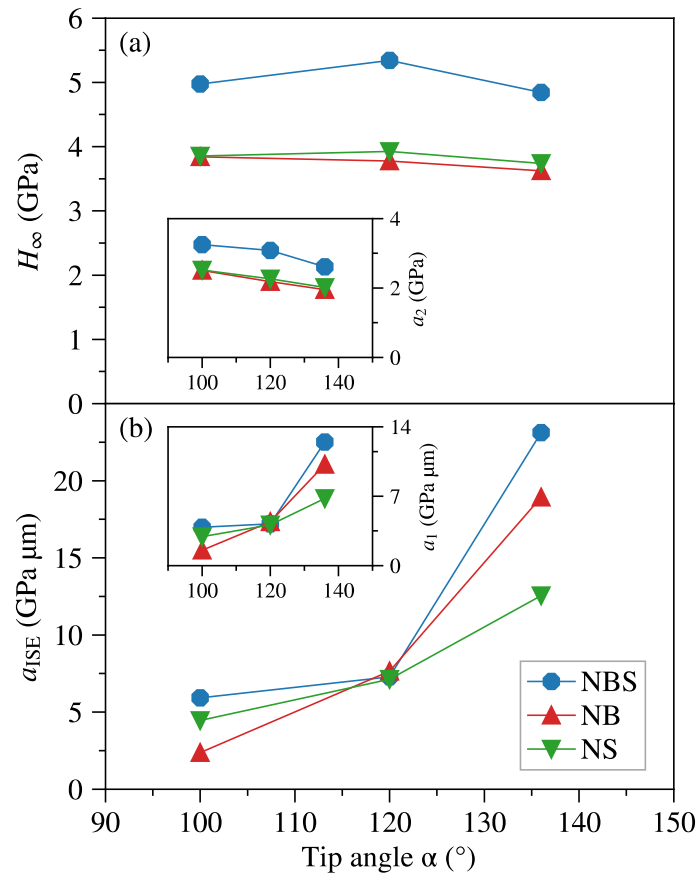 (a)
6
5
4
3
2
1
0
H∞ (GPa)
4
2
0
a2 (GPa)
100 120 140
(b)
20
15
10
5
0
aISE (GPa μm)
14
7
0
a1 (GPa μm)
100 120 140
NBS
NB
NS
90 100 110 120 130 140 150
Tip angle α (°)